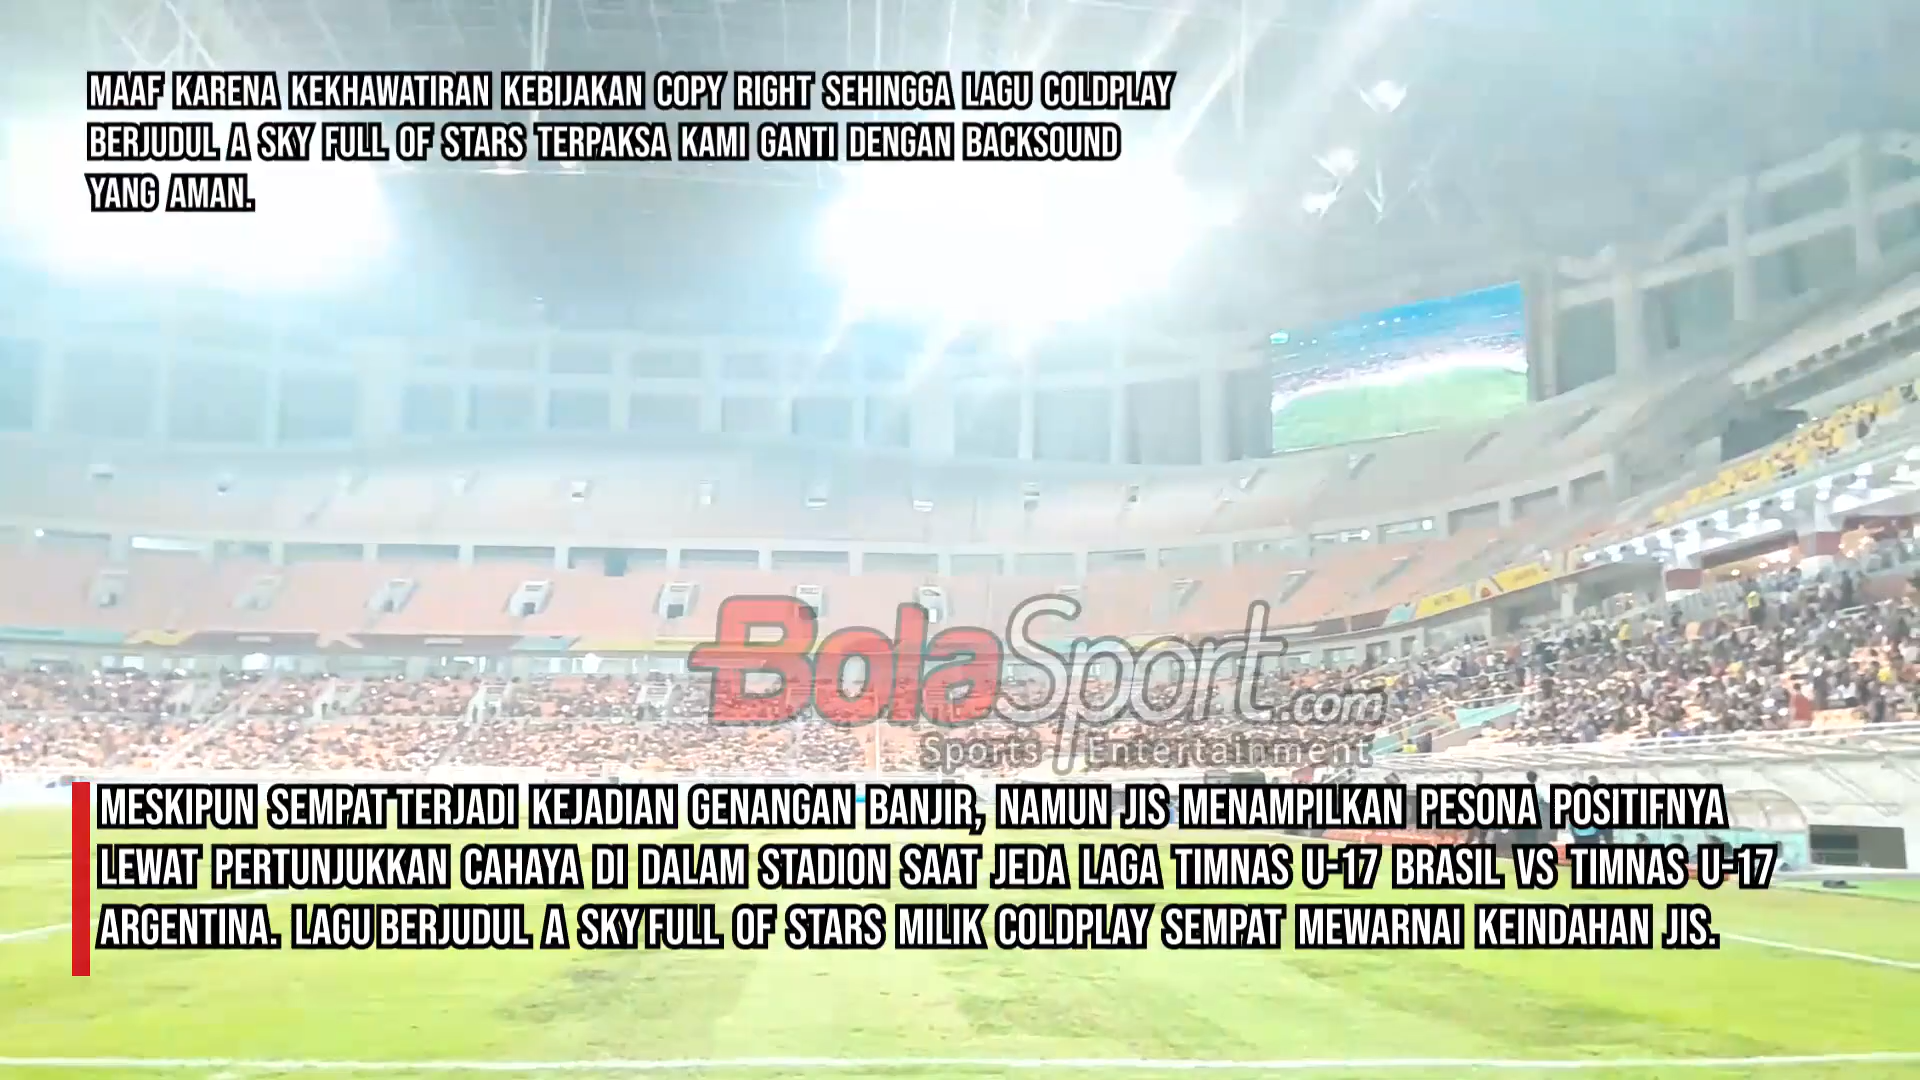 MAAF KARENA KEKHAWATIRAN KEBIJAKAN COPY RIGHT SEHINGGA LAGU COLDPLAY
BERJUDUL A SKY FULL OF STARS TERPAKSA KAMI GANTI DENGAN BACKSOUND
YANG AMAN.
BolaSport.com
Sports - Entertainment
MESKIPUN SEMPAT TERJADI KEJADIAN GENANGAN BANJIR, NAMUN JIS MENAMPILKAN PESONA POSITIFNYA
LEWAT PERTUNJUKKAN CAHAYA DI DALAM STADION SAAT JEDA LAGA TIMNAS U-17 BRASIL VS TIMNAS U-17
ARGENTINA. LAGU BERJUDUL A SKY FULL OF STARS MILIK COLDPLAY SEMPAT MEWARNAI KEINDAHAN JIS.